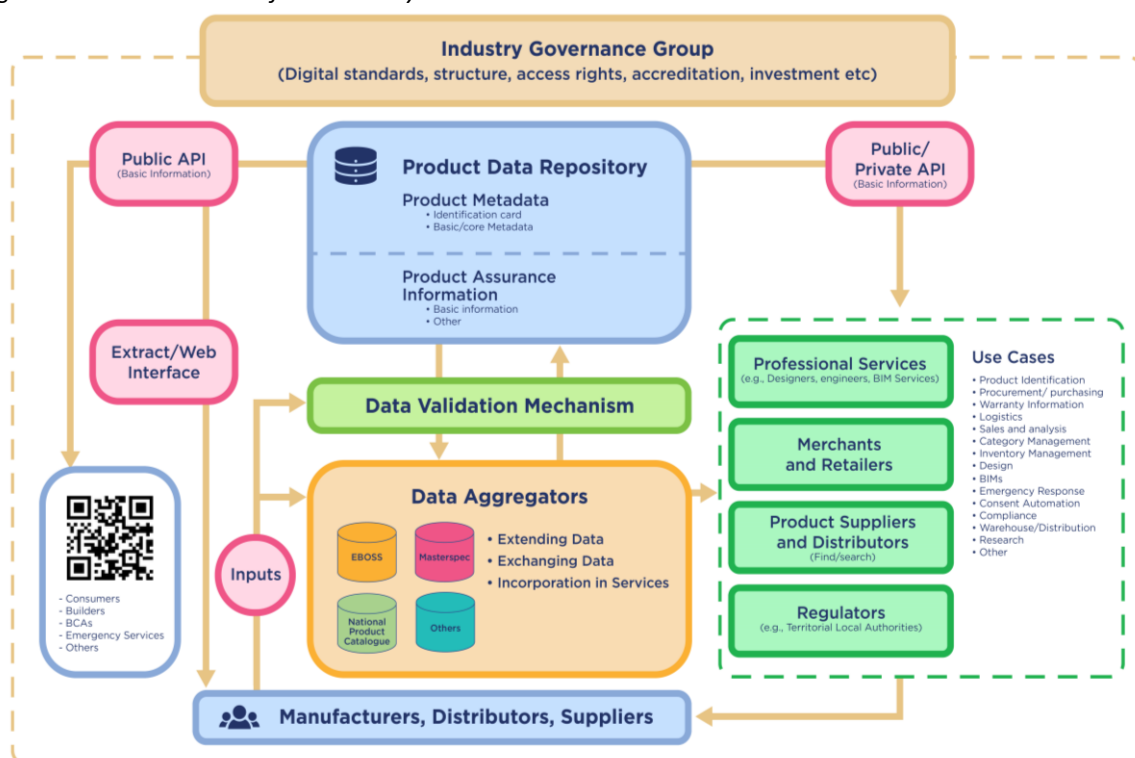 Industry Governance Group
(Digital standards, structure, access rights, accreditation, investment etc)
Public API
(Basic Information)
Product Data Repository
Product Metadata
• Identification card
• Basic/core Metadata
Product Assurance
Information
• Basic information
• Other
Public/
Private API
(Basic Information)
Extract/Web
Interface
Data Validation Mechanism
Data Aggregators
EBOSS
Masterspec
National
Product
Catalogue
Others
• Extending Data
• Exchanging Data
• Incorporation in Services
Inputs
- Consumers
- Builders
- BCAs
- Emergency Services
- Others
Professional Services
(e.g., Designers, engineers, BIM Services)
Merchants
and Retailers
Product Suppliers
and Distributors
(Find/search)
Regulators
(e.g., Territorial Local Authorities)
Use Cases
• Product Identification
• Procurement/ purchasing
• Warranty Information
• Logistics
• Sales and analysis
• Category Management
• Inventory Management
• Design
• BIMs
• Emergency Response
• Consent Automation
• Compliance
• Warehouse/Distribution
• Research
• Other
Manufacturers, Distributors, Suppliers